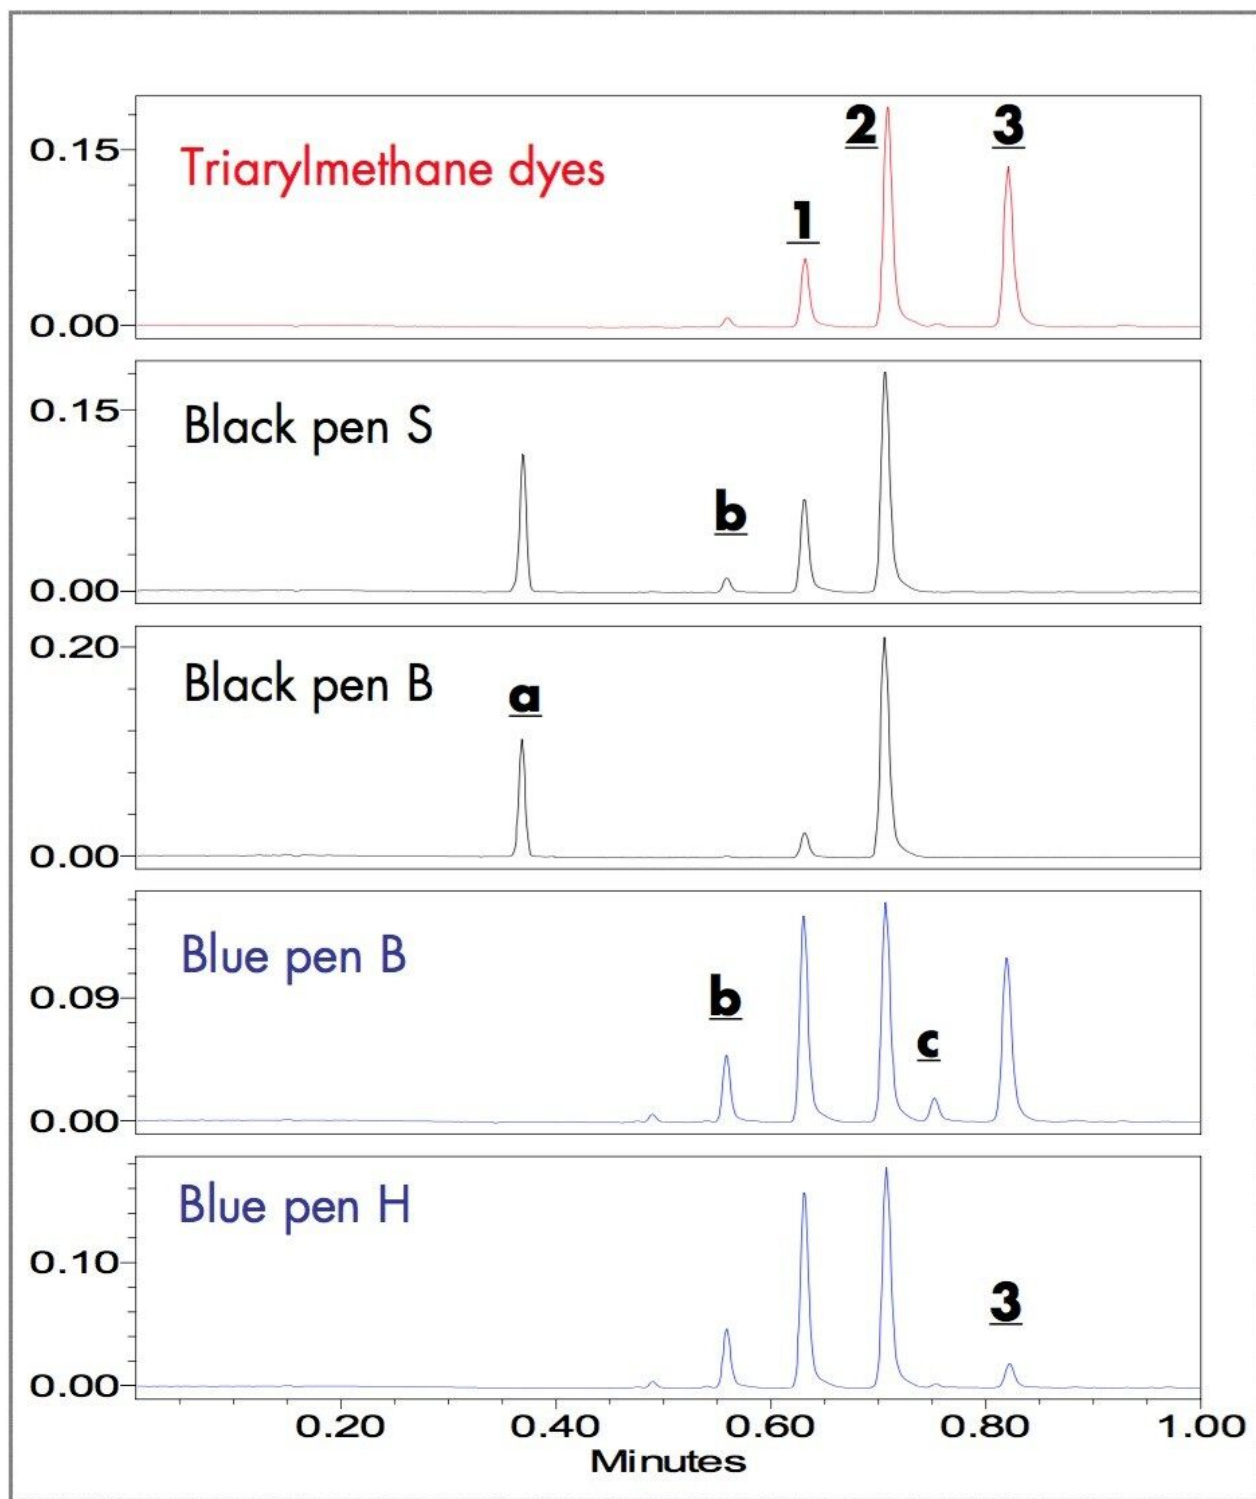 2 3
0.15
Triarylmethane dyes
1
0.00
0.15
Black pen S
b
0.00
0.20
Black pen B
a
0.00
Blue pen B
0.09
b
c
0.00
Blue pen H
0.10
3
0.00
0.20 0.40 0.60 0.80 1.00
Minutes